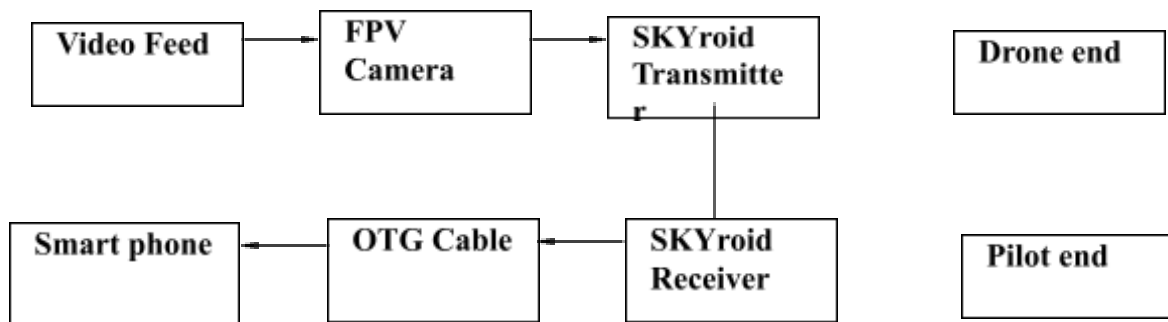 Video Feed
FPV
Camera
SKYroid
Transmitte
r
Drone end
Smart phone
OTG Cable
SKYroid
Receiver
Pilot end